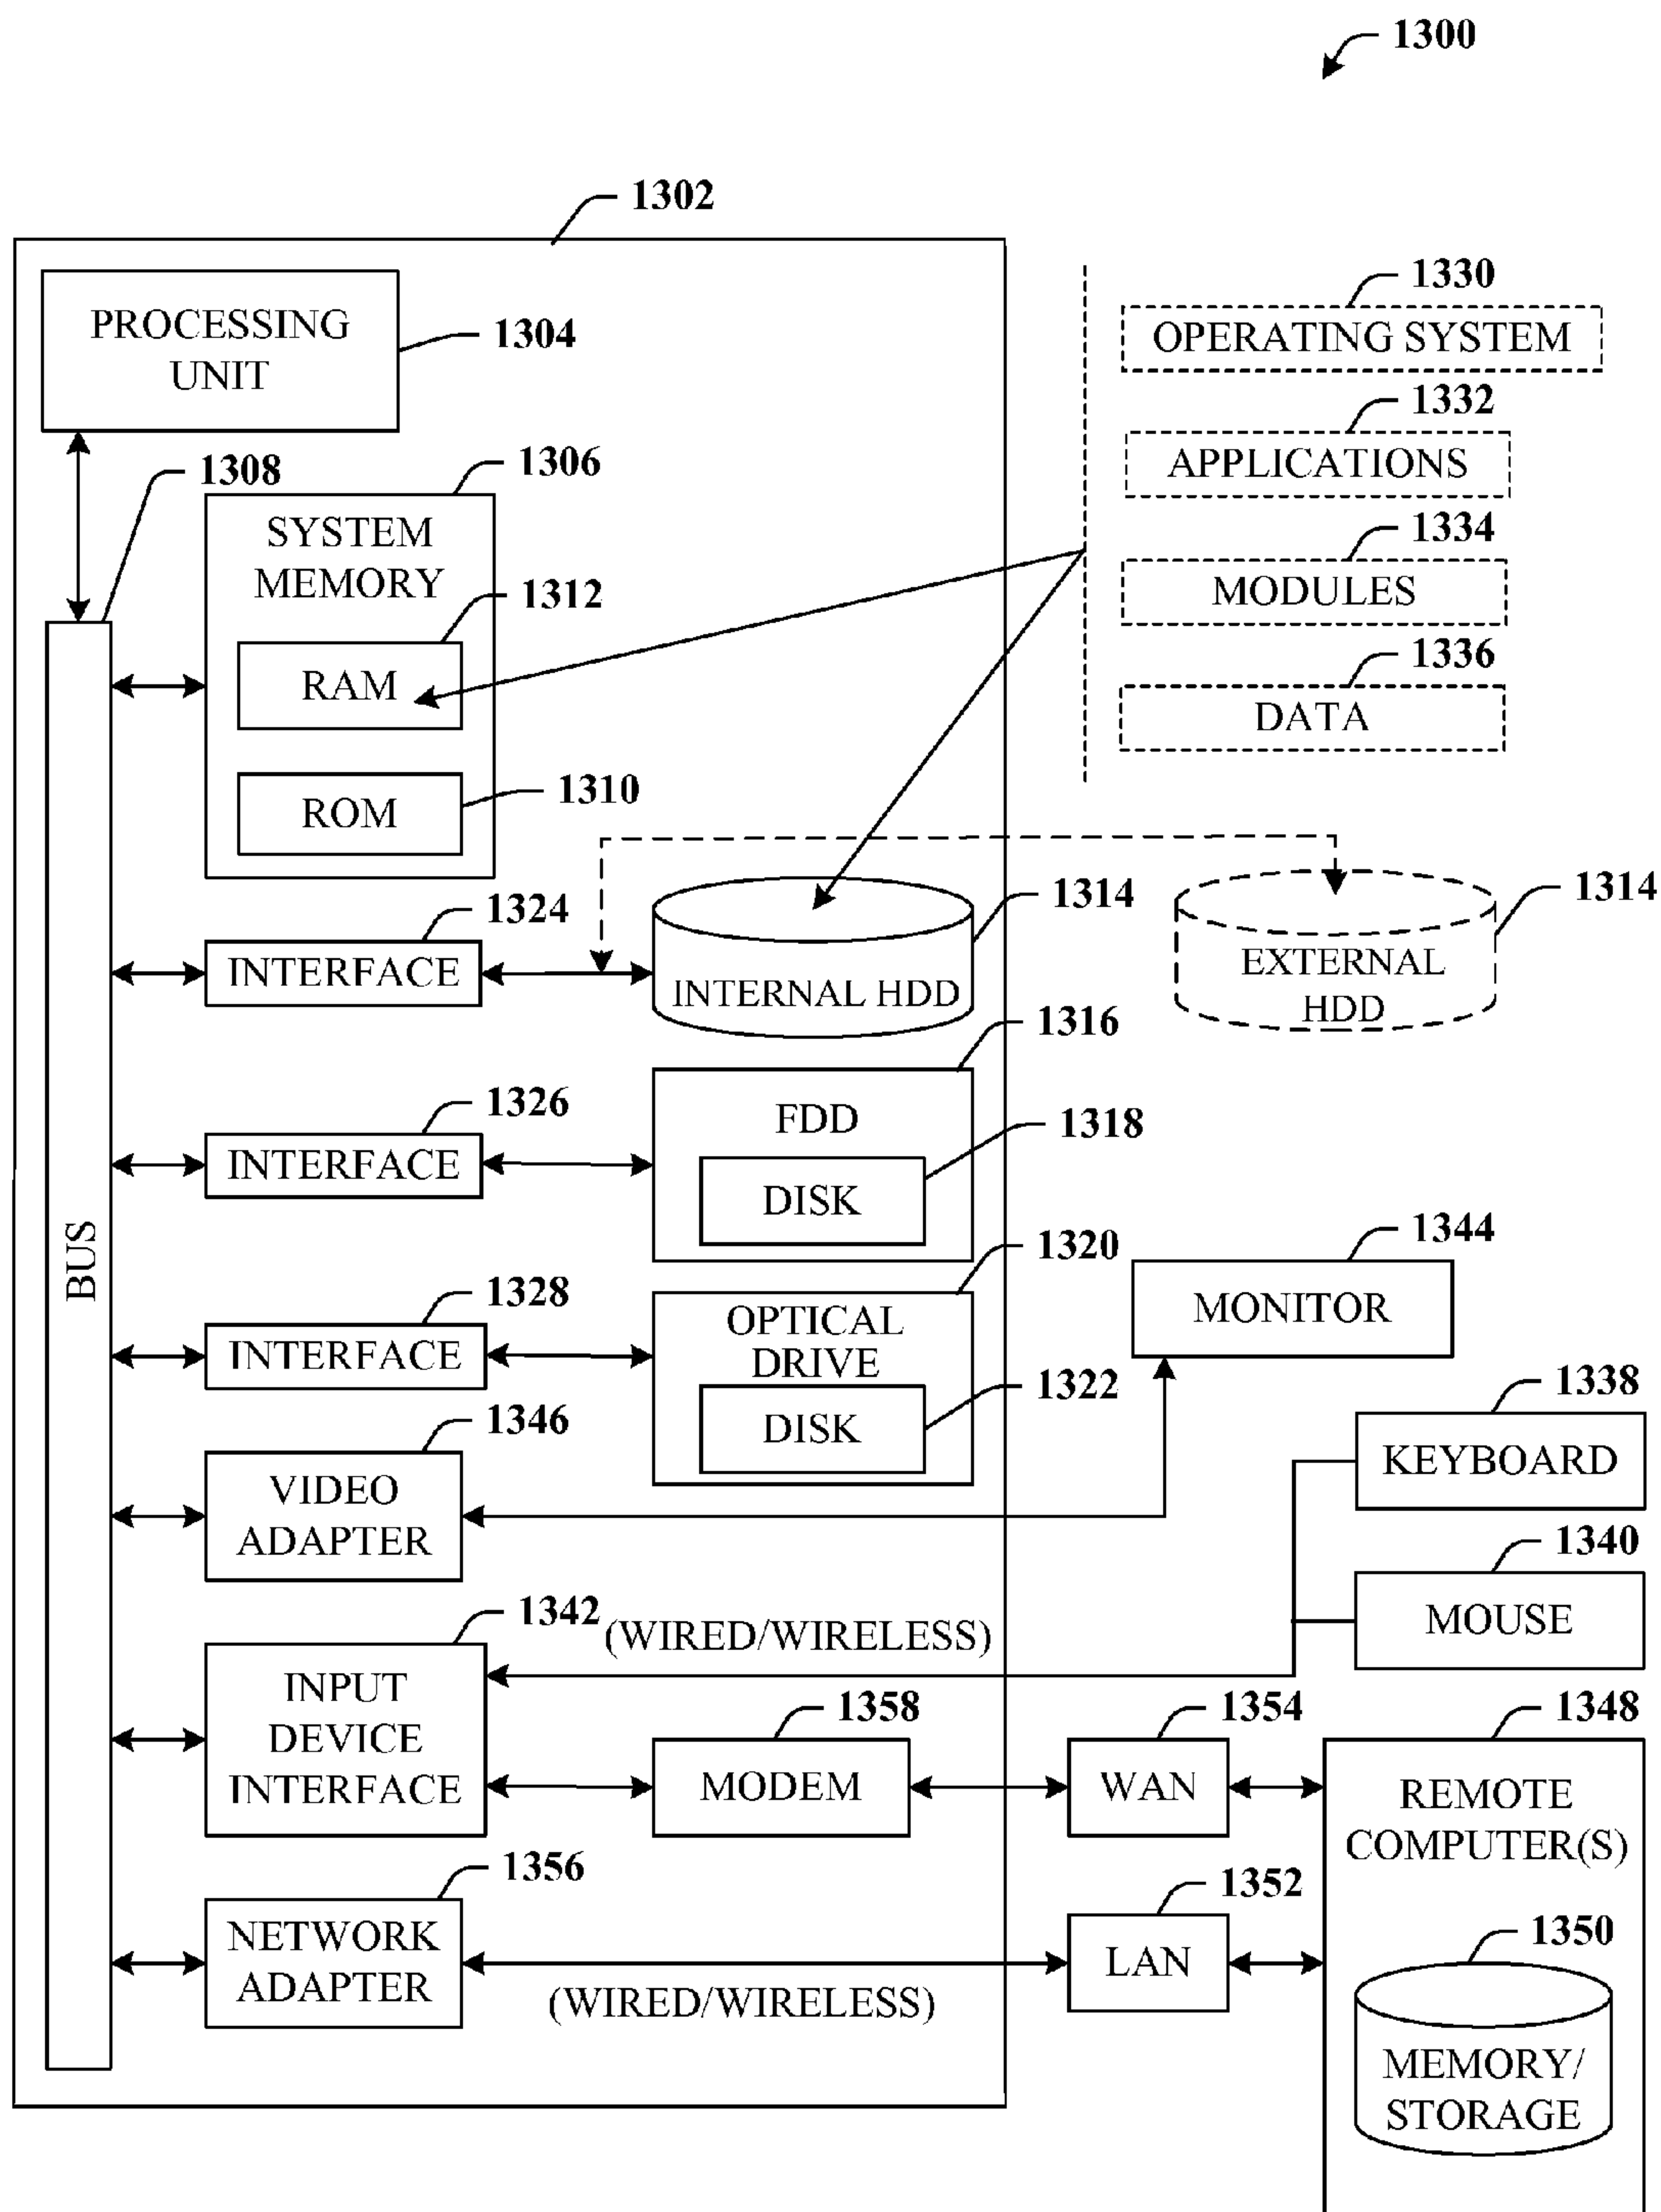 1300
1302
PROCESSING
UNIT
1304
1308
1306
SYSTEM
MEMORY
1312
RAM
1310
ROM
1330
OPERATING SYSTEM
1332
APPLICATIONS
1334
MODULES
1336
DATA
BUS
1324
INTERFACE
1314
INTERNAL HDD
1314
EXTERNAL
HDD
1326
INTERFACE
1316
FDD
1318
DISK
1328
INTERFACE
1320
OPTICAL
DRIVE
1322
DISK
1344
MONITOR
1346
VIDEO
ADAPTER
1338
KEYBOARD
1340
MOUSE
1342
(WIRED/WIRELESS)
INPUT
DEVICE
INTERFACE
1358
MODEM
1354
WAN
1348
REMOTE
COMPUTER(S)
1356
NETWORK
ADAPTER
(WIRED/WIRELESS)
1352
LAN
1350
MEMORY/
STORAGE